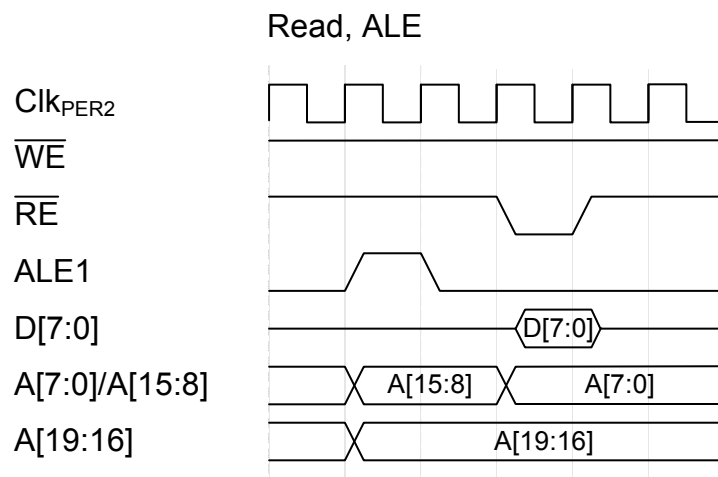 Read, ALE
ClkPER2
WE
RE
ALE1
D[7:0] D[7:0]
A[7:0]/A[15:8] A[15:8] A[7:0]
A[19:16] A[19:16]